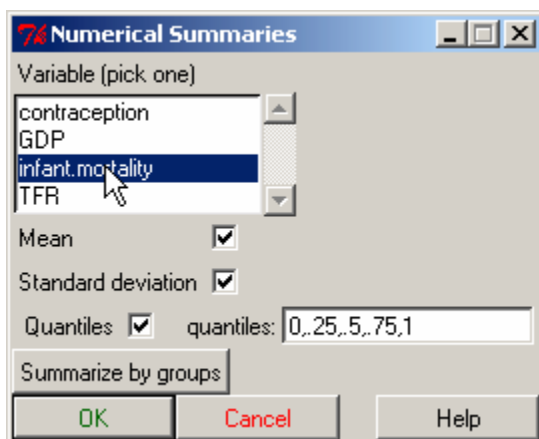 Numerical Summaries
Variable (pick one)
contraception
GDP
infant.mortality
TFR
Mean
Standard deviation
Quantiles quantiles: 0,.25,.5,.75,1
Summarize by groups
OK Cancel Help